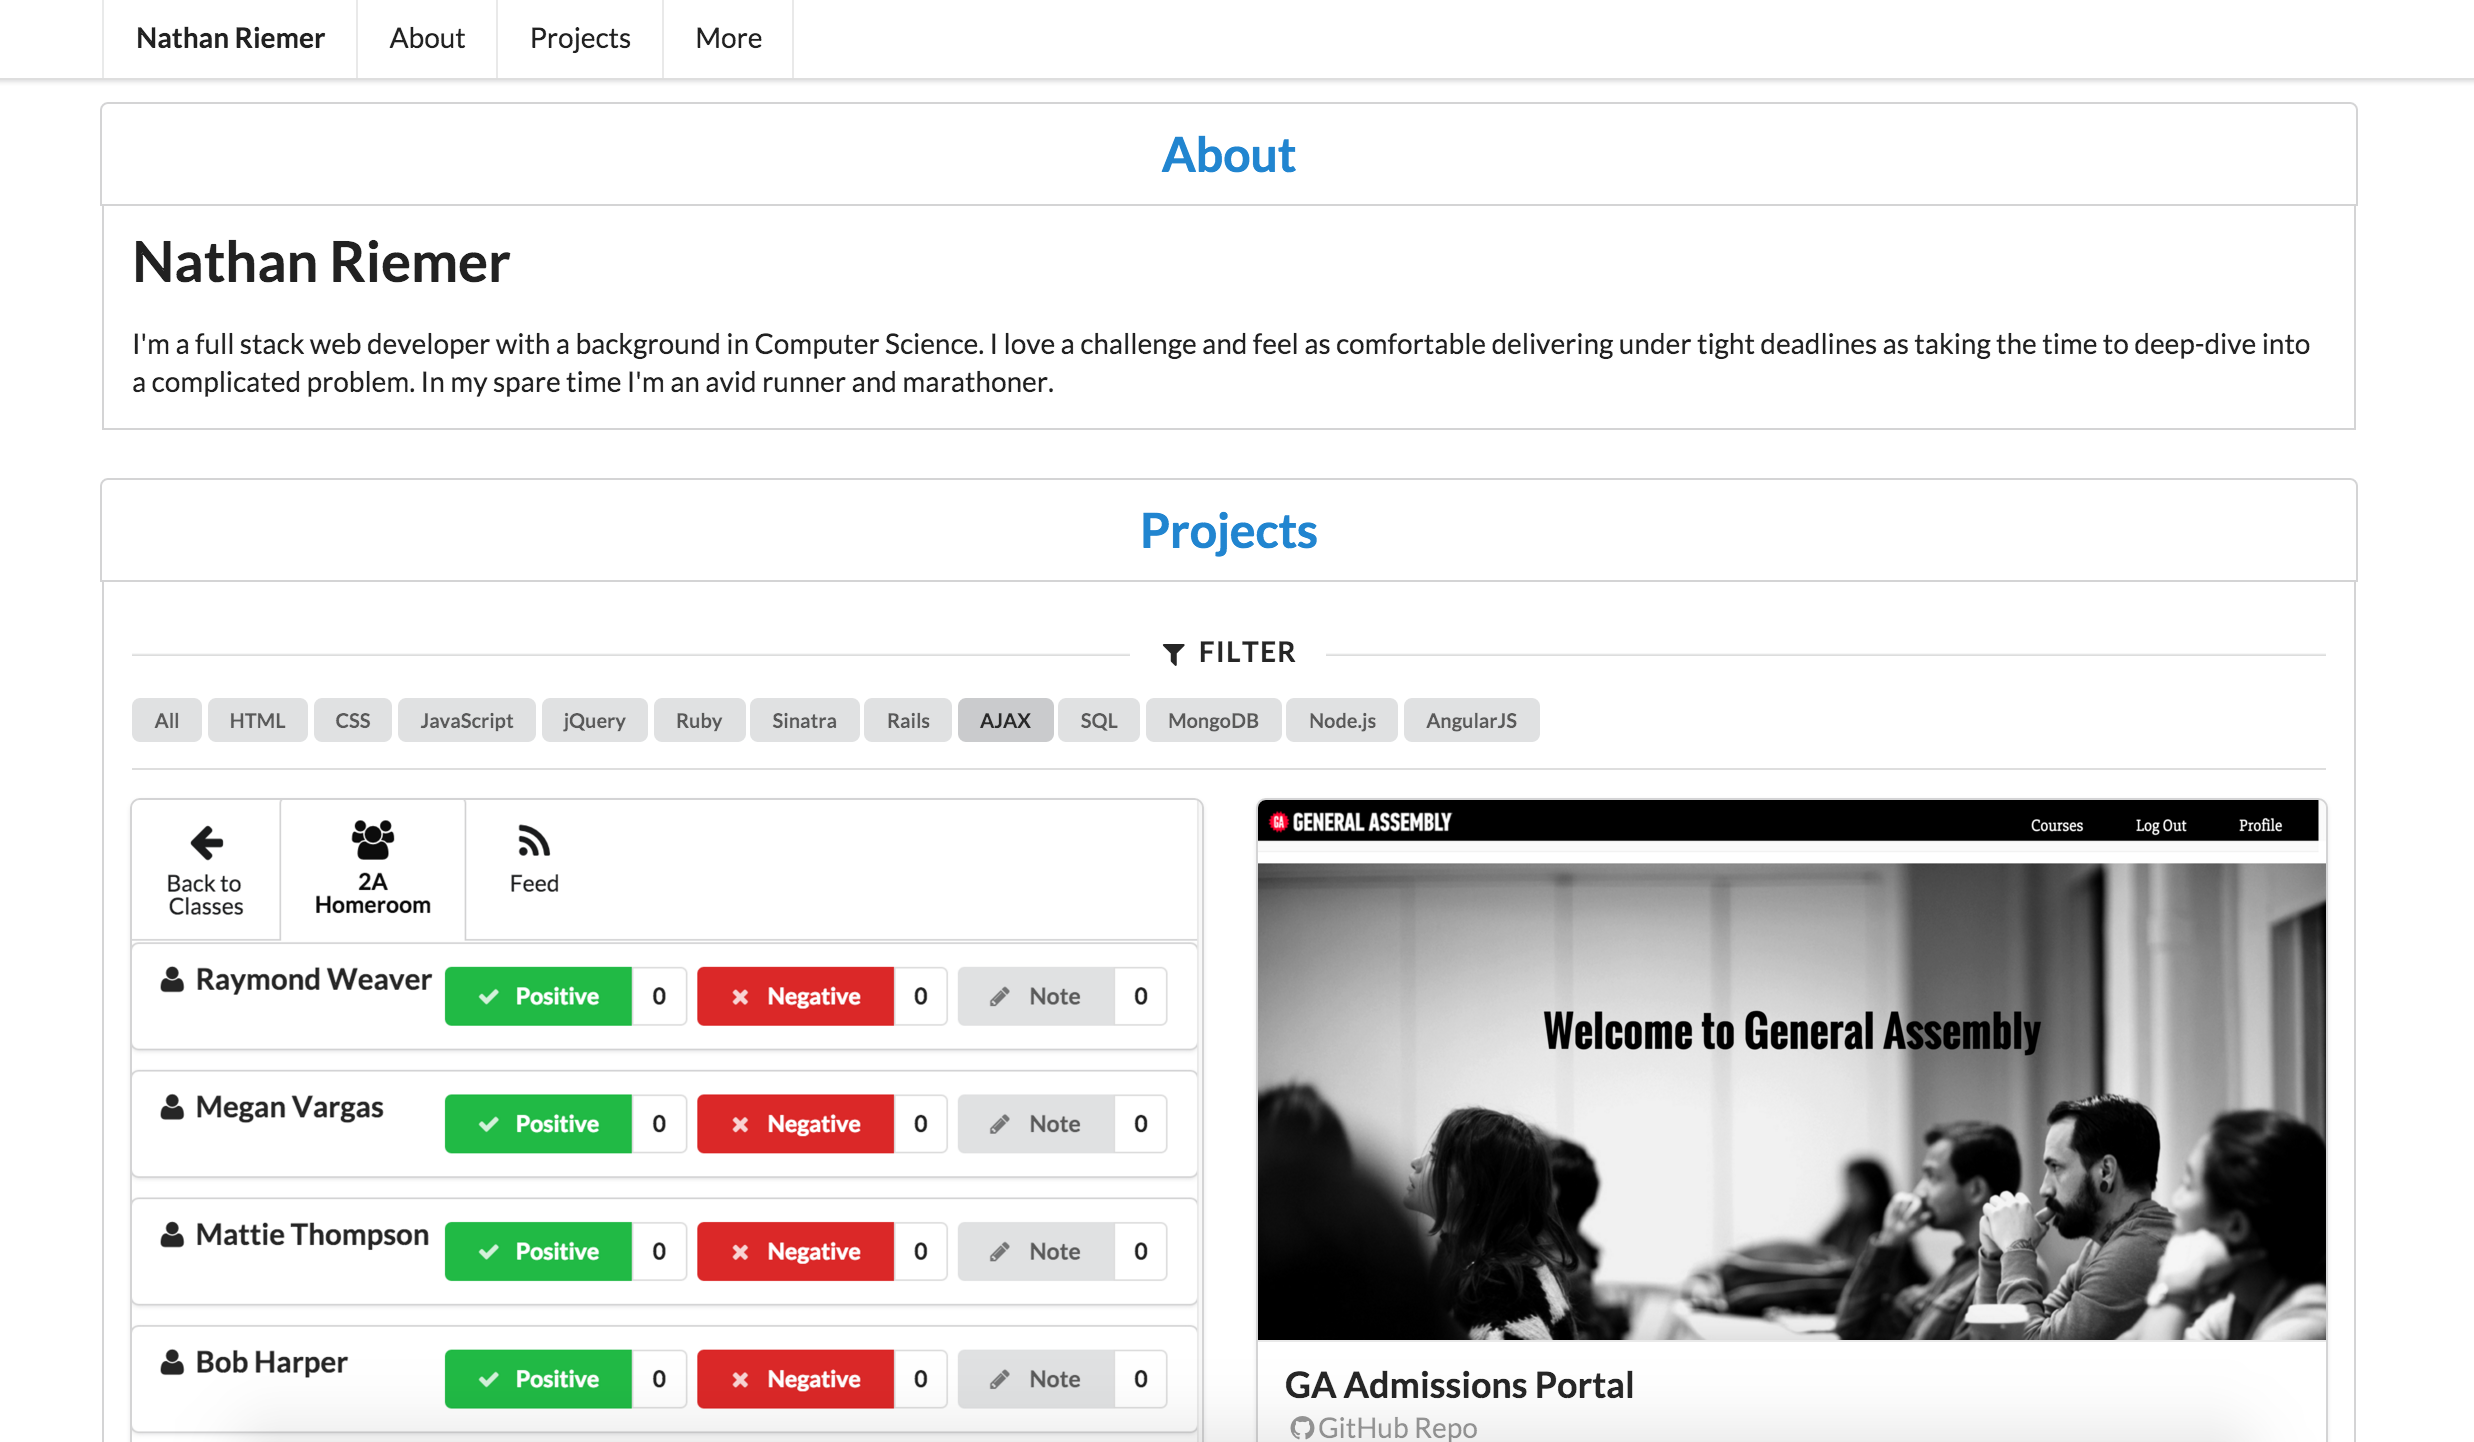 Nathan Riemer About Projects More
About
Nathan Riemer
I'm a full stack web developer with a background in Computer Science. I love a challenge and feel as comfortable delivering under tight deadlines as taking the time to deep-dive into
a complicated problem. In my spare time I'm an avid runner and marathoner.
Projects
FILTER
All HTML CSS JavaScript jQuery Ruby Sinatra Rails AJAX SQL MongoDB Node.js AngularJS
Back to
Classes
2A
Homeroom
Feed
Raymond Weaver Positive 0 Negative 0 Note 0
Megan Vargas Positive 0 Negative 0 Note 0
Mattie Thompson Positive 0 Negative 0 Note 0
Bob Harper Positive 0 Negative 0 Note 0
GA GENERAL ASSEMBLY Courses Log Out Profile
Welcome to General Assembly
GA Admissions Portal
GitHub Repo